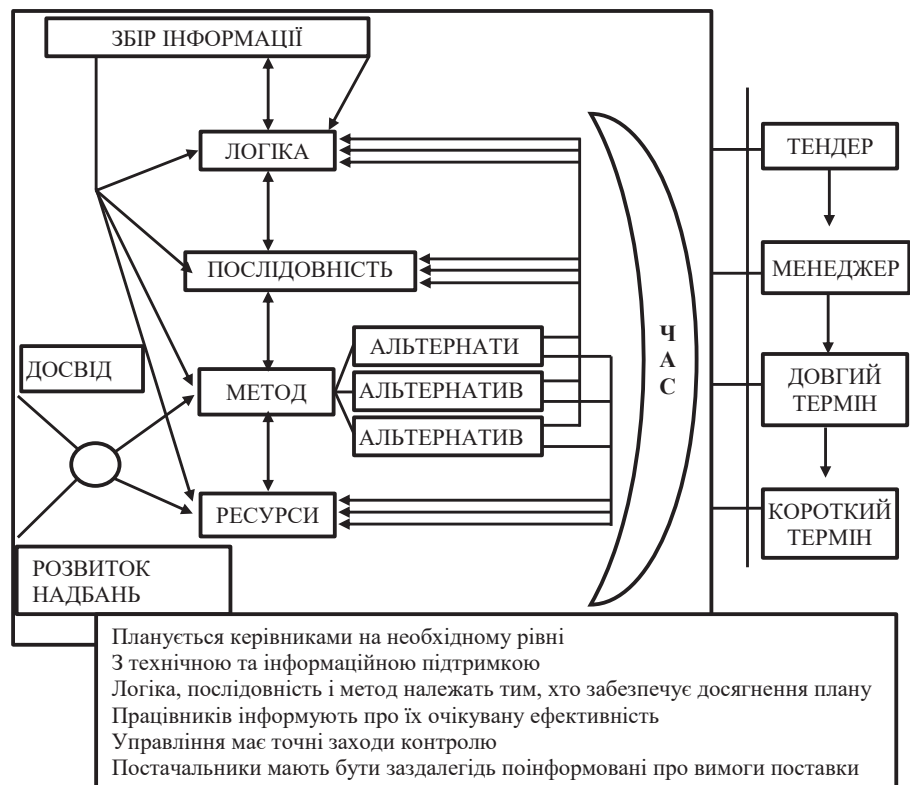 ЗБІР ІНФОРМАЦІЇ
ЛОГІКА
ТЕНДЕР
ПОСЛІДОВНІСТЬ
МЕНЕДЖЕР
АЛЬТЕРНАТИ
ДОСВІД
МЕТОД
АЛЬТЕРНАТИВ
АЛЬТЕРНАТИВ
Ч
А
С
ДОВГИЙ
ТЕРМІН
РЕСУРСИ
КОРОТКИЙ
ТЕРМІН
РОЗВИТОК
НАДБАНЬ
Планується керівниками на необхідному рівні
З технічною та інформаційною підтримкою
Логіка, послідовність і метод належать тим, хто забезпечує досягнення плану
Працівників інформують про їх очікувану ефективність
Управління має точні заходи контролю
Постачальники мають бути заздалегідь поінформовані про вимоги поставки